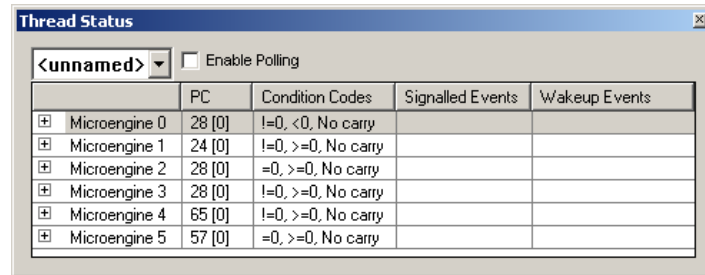 Thread Status
<unnamed> Enable Polling
PC Condition Codes Signalled Events Wakeup Events
Microengine 0 28 [0] !=0, <0, No carry
Microengine 1 24 [0] !=0, >=0, No carry
Microengine 2 28 [0] =0, >=0, No carry
Microengine 3 28 [0] !=0, >=0, No carry
Microengine 4 65 [0] !=0, >=0, No carry
Microengine 5 57 [0] =0, >=0, No carry